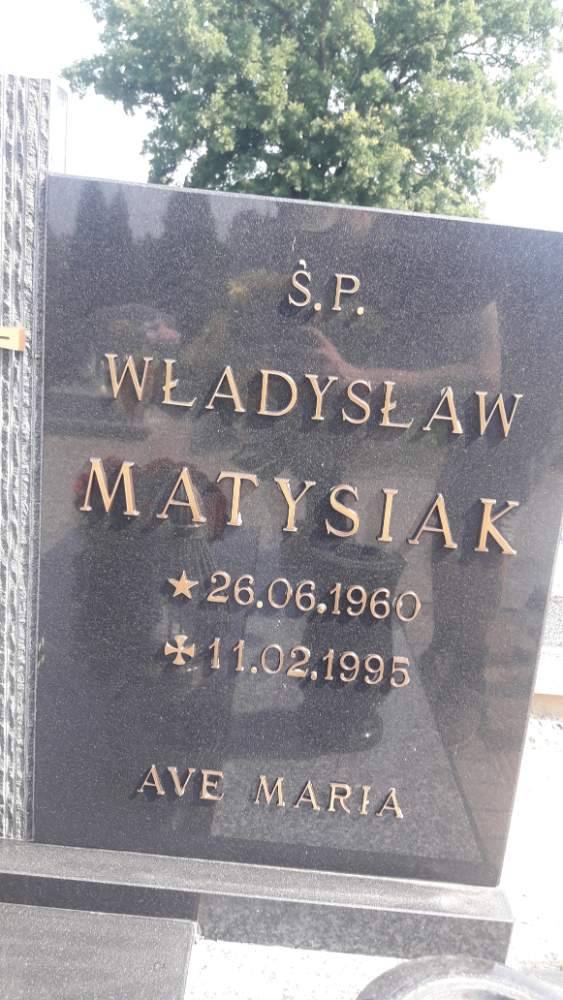 Ś.P.
WŁADYSŁAW
MATYSIAK
★ 26.06.1960
✠ 11.02.1995
AVE MARIA